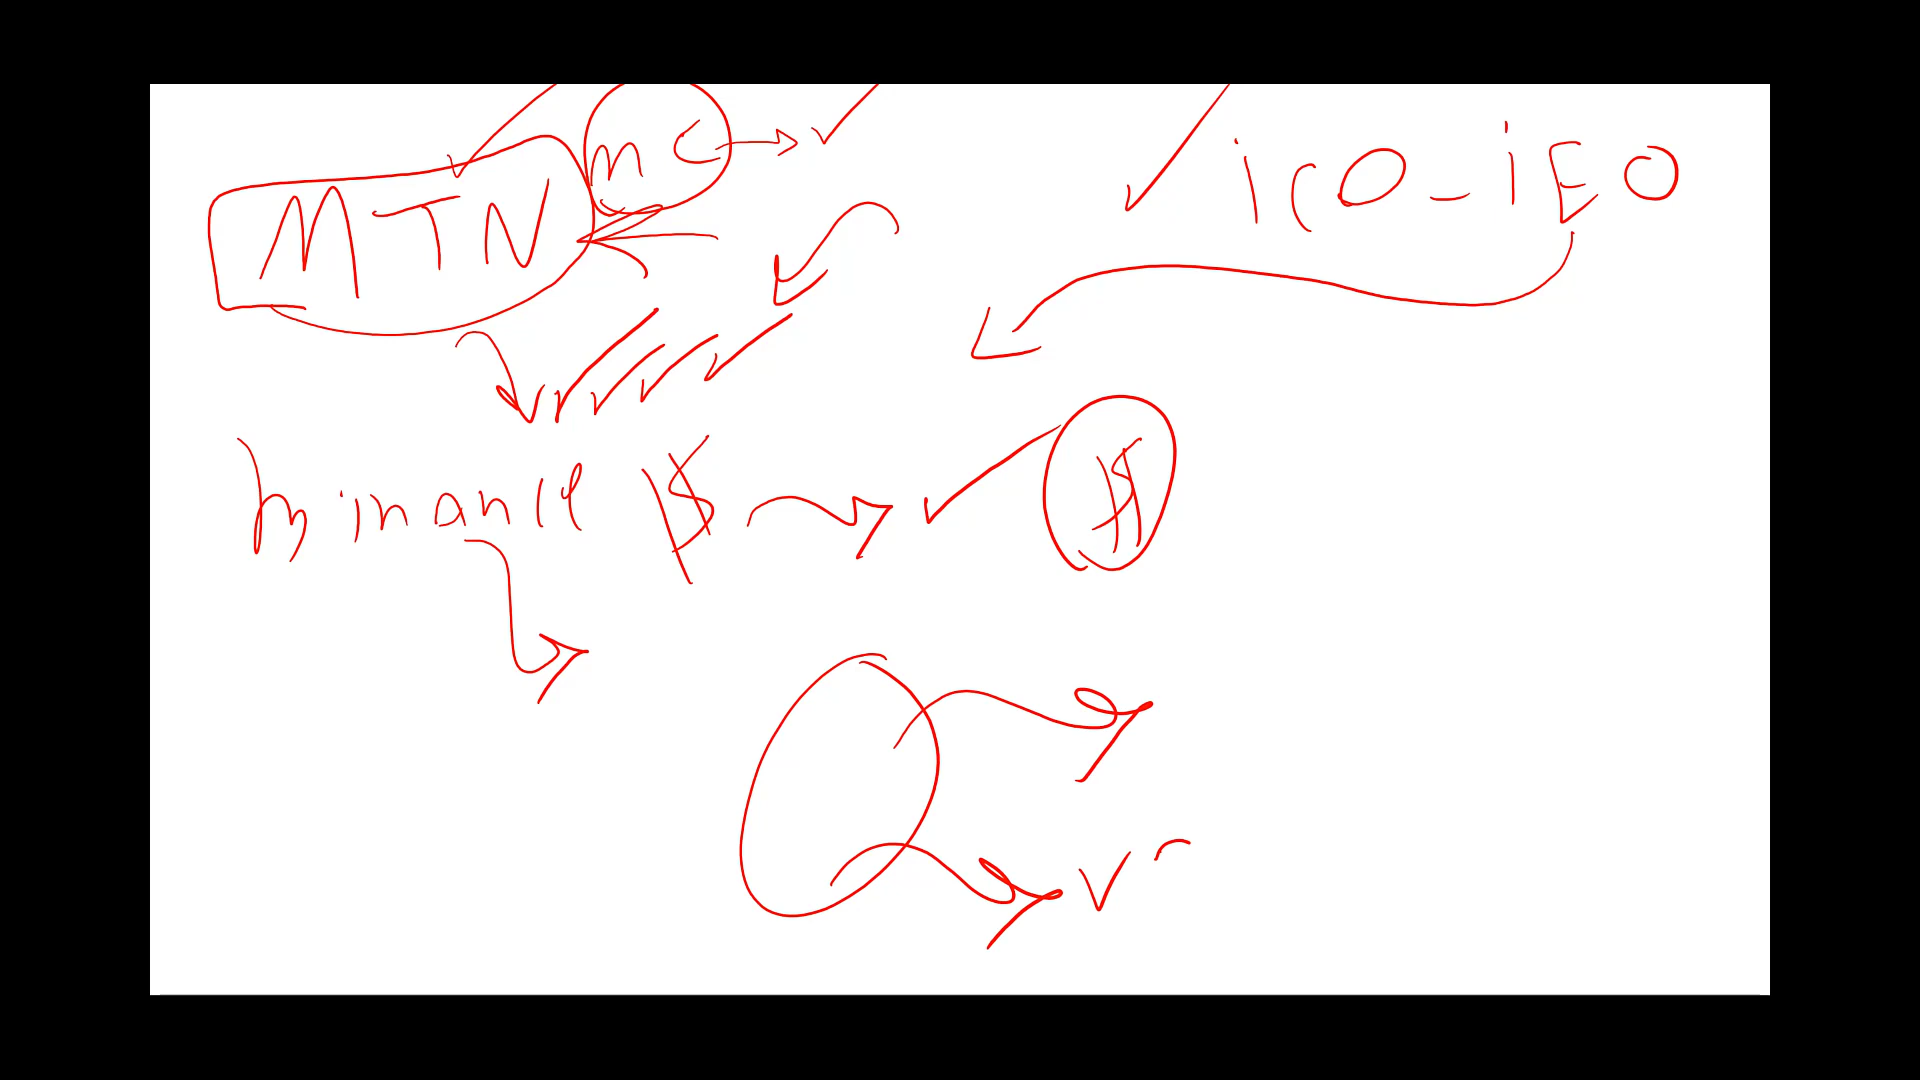 mc
ico-iEO
MTN
binance $ $